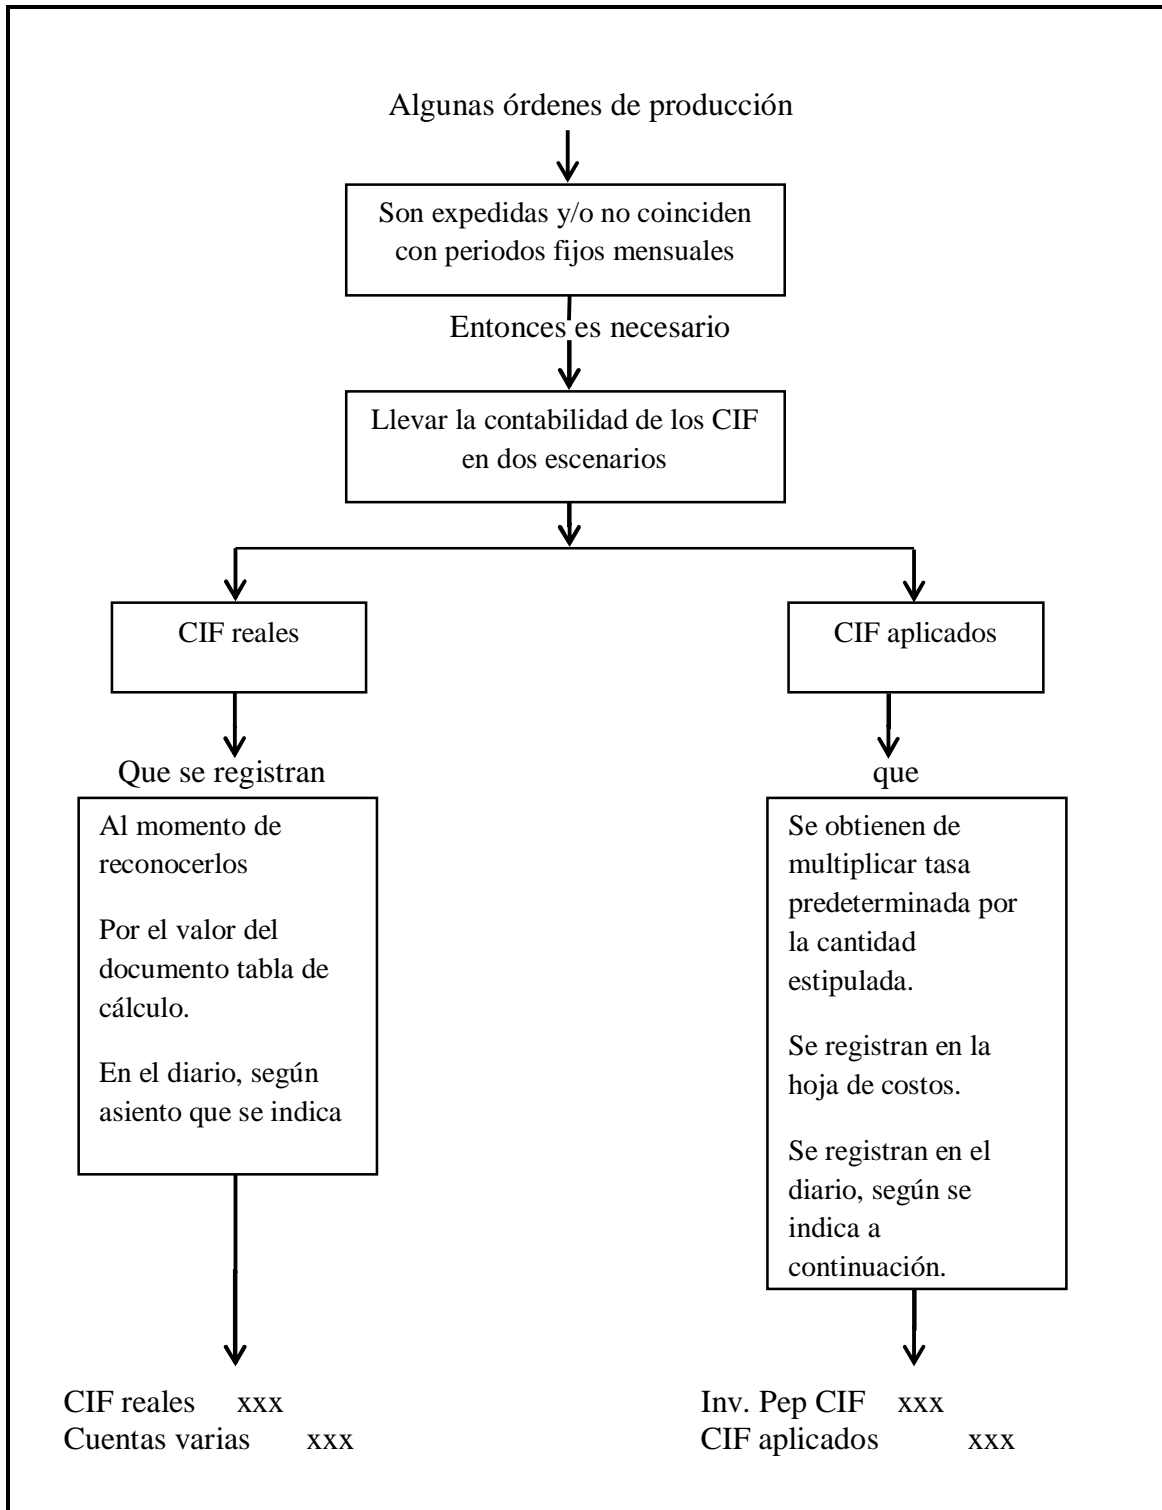 Algunas órdenes de producción
Son expedidas y/o no coinciden
con periodos fijos mensuales
Entonces es necesario
Llevar la contabilidad de los CIF
en dos escenarios
CIF reales
CIF aplicados
Que se registran
que
Al momento de
reconocerlos
Por el valor del
documento tabla de
cálculo.
En el diario, según
asiento que se indica
Se obtienen de
multiplicar tasa
predeterminada por
la cantidad
estipulada.
Se registran en la
hoja de costos.
Se registran en el
diario, según se
indica a
continuación.
CIF reales xxx
Cuentas varias xxx
Inv. Pep CIF xxx
CIF aplicados xxx